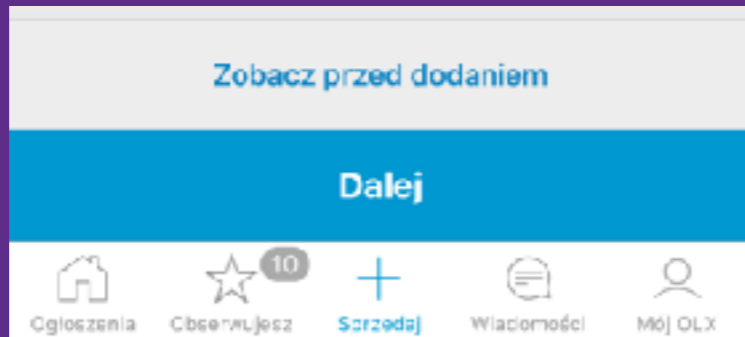 Zobacz przed dodaniem
Dalej
10
Ogłoszenia Obserwujesz Sprzedaj Wiadomości Mój OLX